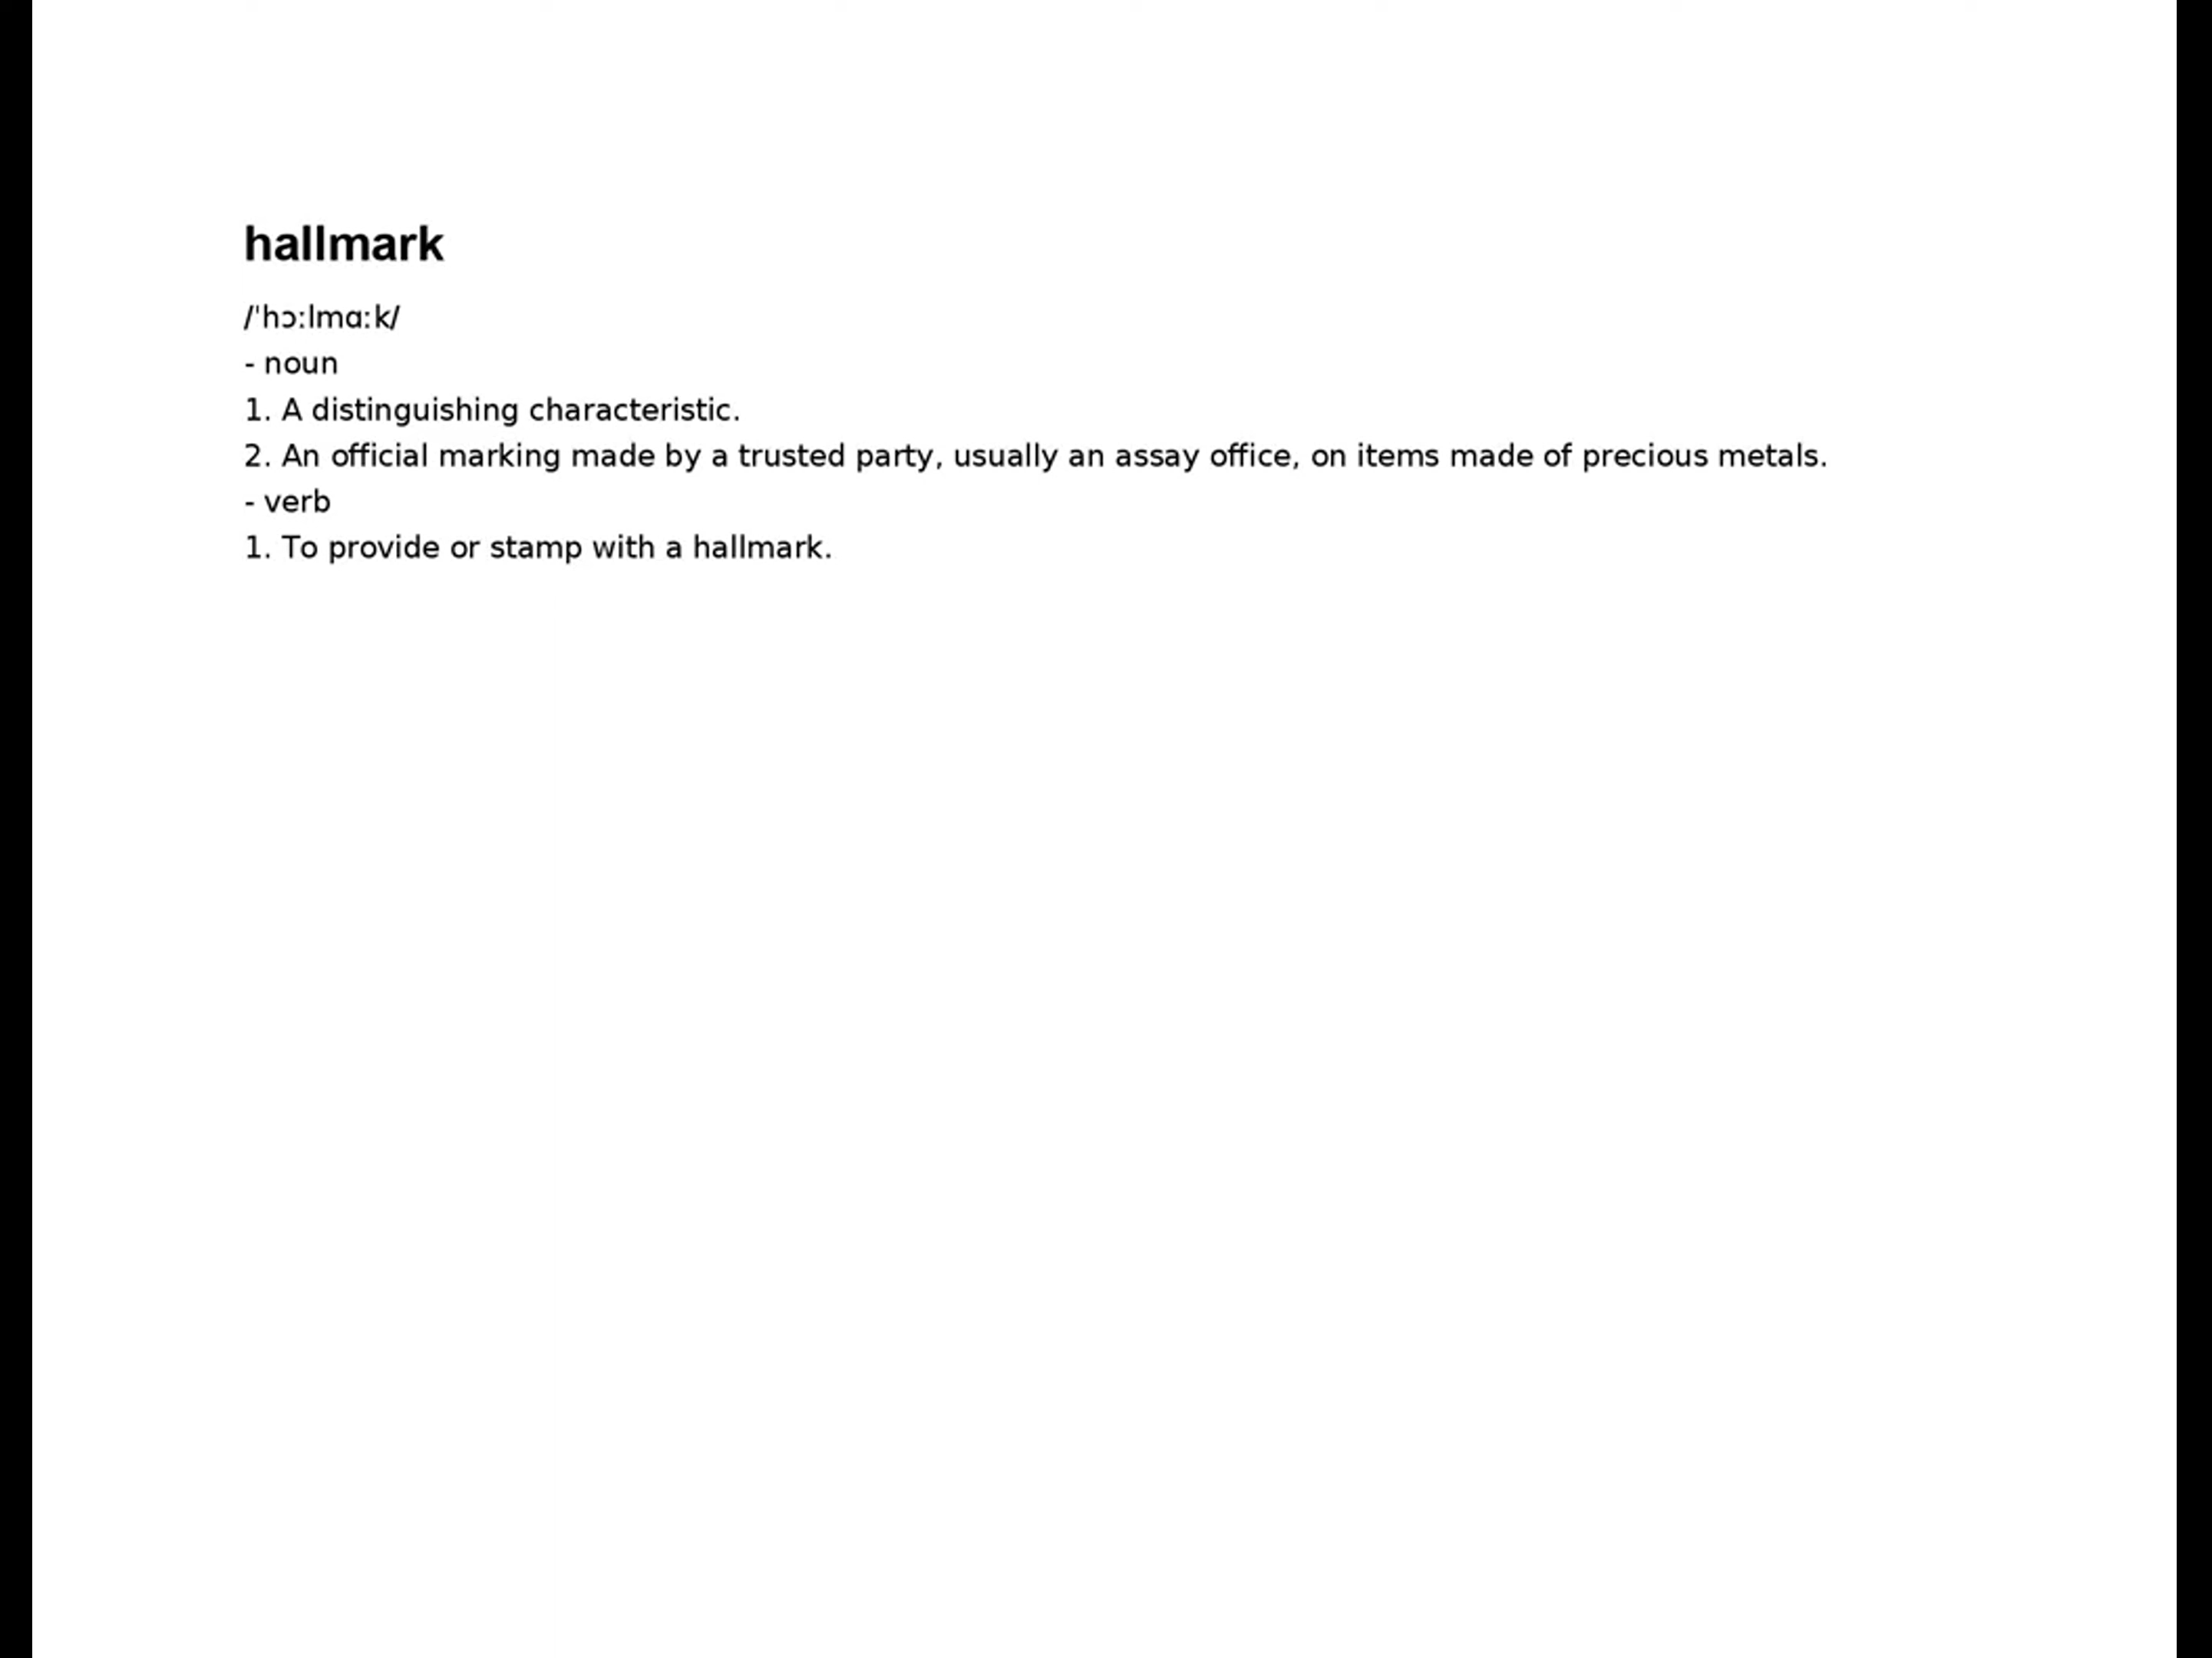 hallmark
/ˈhɔːlmɑːk/
- noun
1. A distinguishing characteristic.
2. An official marking made by a trusted party, usually an assay office, on items made of precious metals.
- verb
1. To provide or stamp with a hallmark.